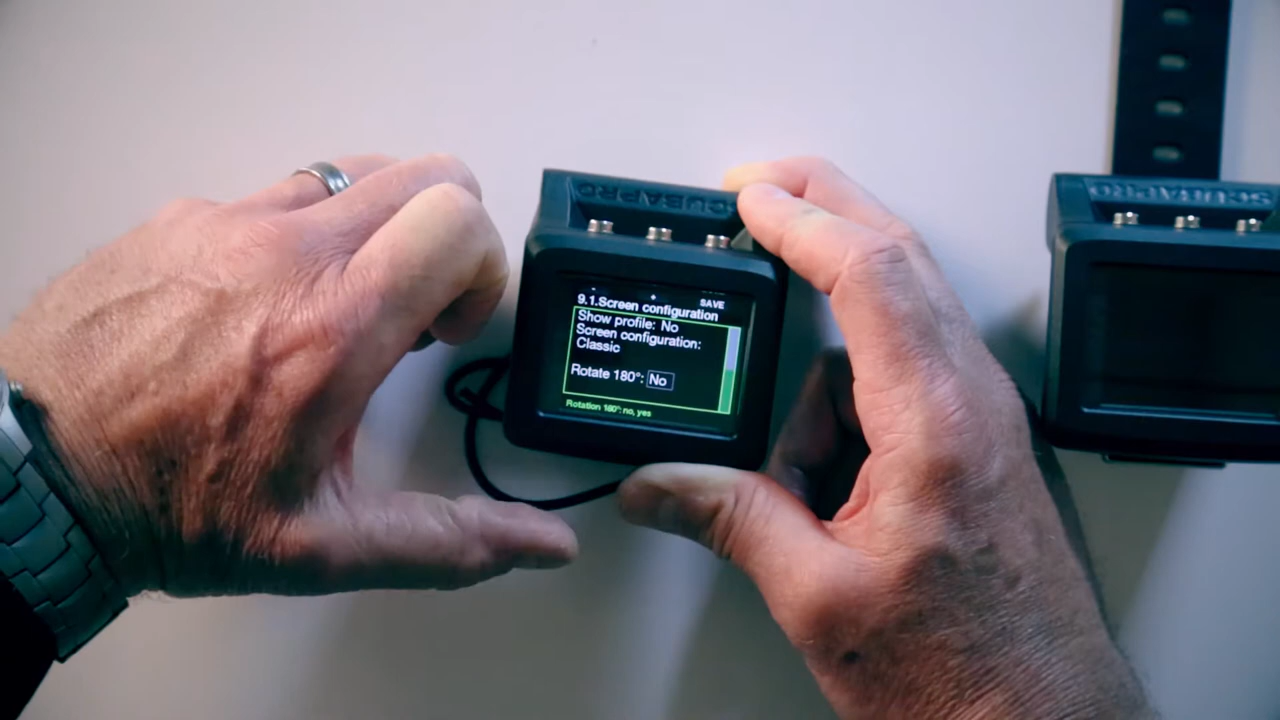 SCUBAPRO
SCUBAPRO
SAVE
9.1.Screen configuration
Show profile: No
Screen configuration:
Classic
Rotate 180°: No
Rotation 180°: no, yes